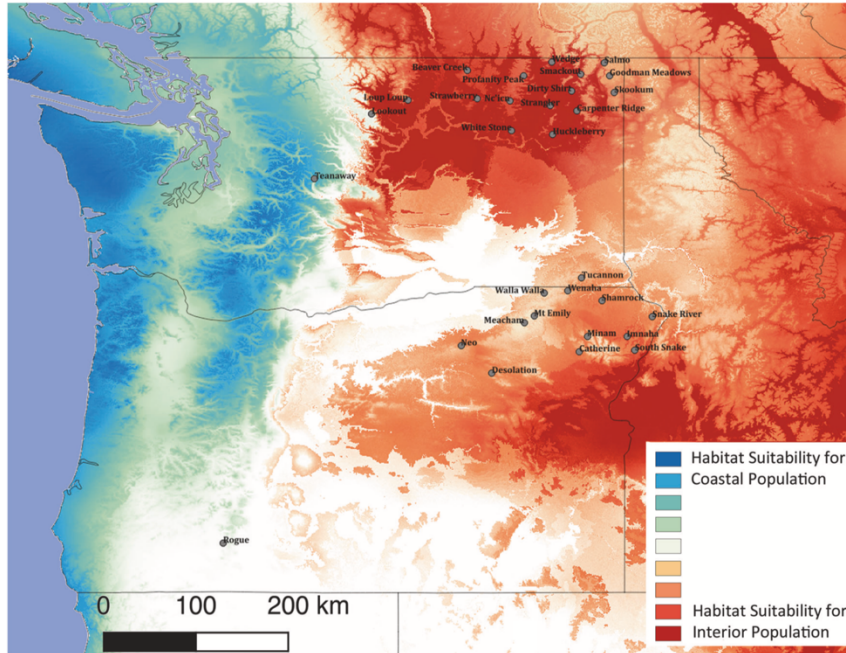 Wedge
Salmo
Beaver Creek
Smackout
Goodman Meadows
Profanity Peak
Dirty Shirt
Skookum
Loup Loup
Strawberry
Nc'icn
Stranger
Lookout
Carpenter Ridge
White Stone
Huckleberry
Teanaway
Tucannon
Walla Walla
Wenaha
Shamrock
Meacham
Mt Emily
Snake River
Neo
Minam
Imnaha
Catherine
South Snake
Desolation
Rogue
0 100 200 km
Habitat Suitability for
Coastal Population
Habitat Suitability for
Interior Population